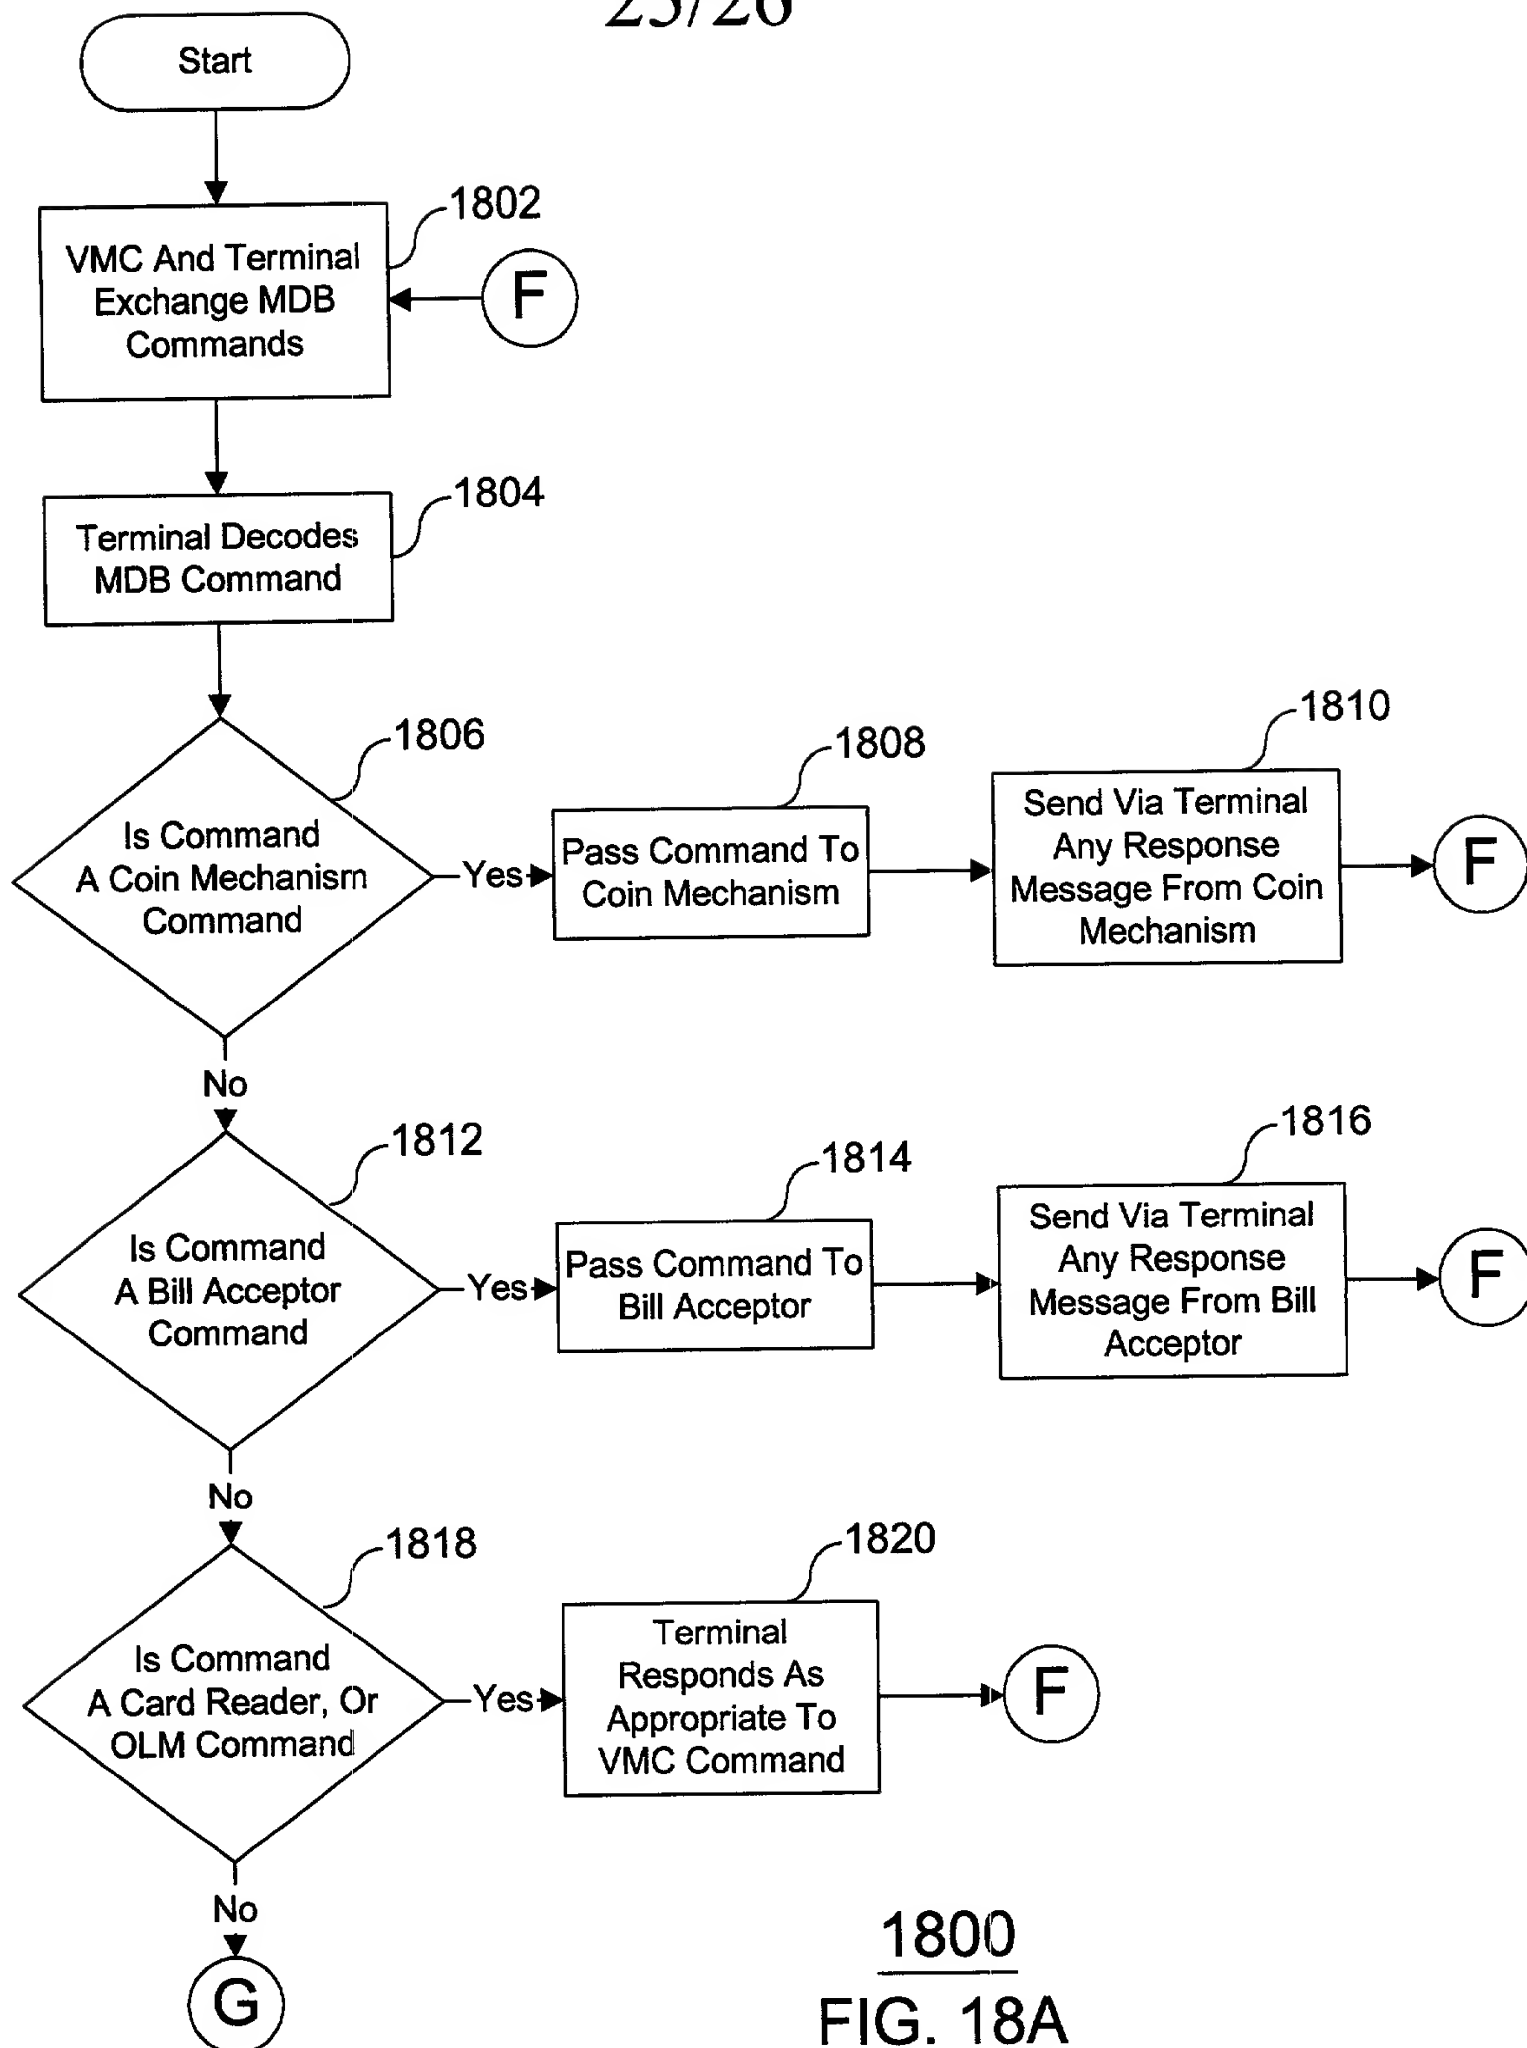 25/26
Start
1802
VMC And Terminal
Exchange MDB
Commands
F
1804
Terminal Decodes
MDB Command
1806
Is Command
A Coin Mechanism
Command
Yes
1808
Pass Command To
Coin Mechanism
1810
Send Via Terminal
Any Response
Message From Coin
Mechanism
F
No
1812
Is Command
A Bill Acceptor
Command
Yes
1814
Pass Command To
Bill Acceptor
1816
Send Via Terminal
Any Response
Message From Bill
Acceptor
F
No
1818
Is Command
A Card Reader, Or
OLM Command
Yes
1820
Terminal
Responds As
Appropriate To
VMC Command
F
No
G
1800
FIG. 18A